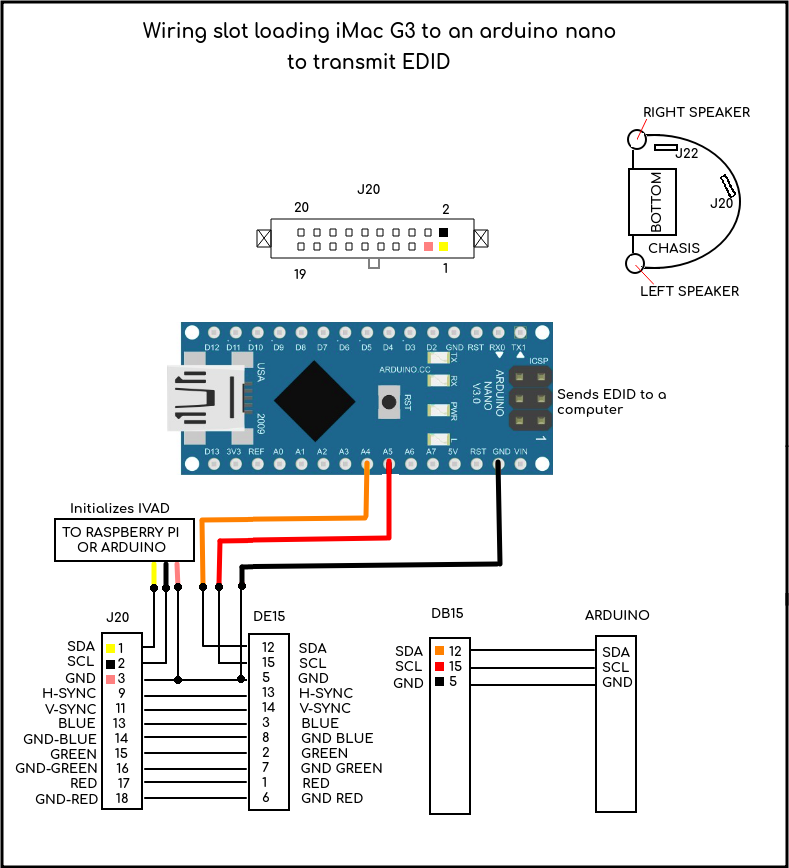 Wiring slot loading iMac G3 to an arduino nano
to transmit EDID
RIGHT SPEAKER
J22
J20
BOTTOM
CHASIS
LEFT SPEAKER
J20
20
2
19
1
D12 D11 D10 D9 D8 D7 D6 D5 D4 D3 D2 GND RST RX0 TX1
USA
2009
ARDUINO.CC
RST
TX
RX
PWR
L
ARDUINO
NANO
V3.0
ICSP
1
D13 3V3 REF A0 A1 A2 A3 A4 A5 A6 A7 5V RST GND VIN
Sends EDID to a
computer
Initializes IVAD
TO RASPBERRY PI
OR ARDUINO
J20
DE15
SDA 1 12 SDA
SCL 2 15 SCL
GND 3 5 GND
H-SYNC 9 13 H-SYNC
V-SYNC 11 14 V-SYNC
BLUE 13 3 BLUE
GND-BLUE 14 8 GND BLUE
GREEN 15 2 GREEN
GND-GREEN 16 7 GND GREEN
RED 17 1 RED
GND-RED 18 6 GND RED
DB15
ARDUINO
SDA 12 SDA
SCL 15 SCL
GND 5 GND